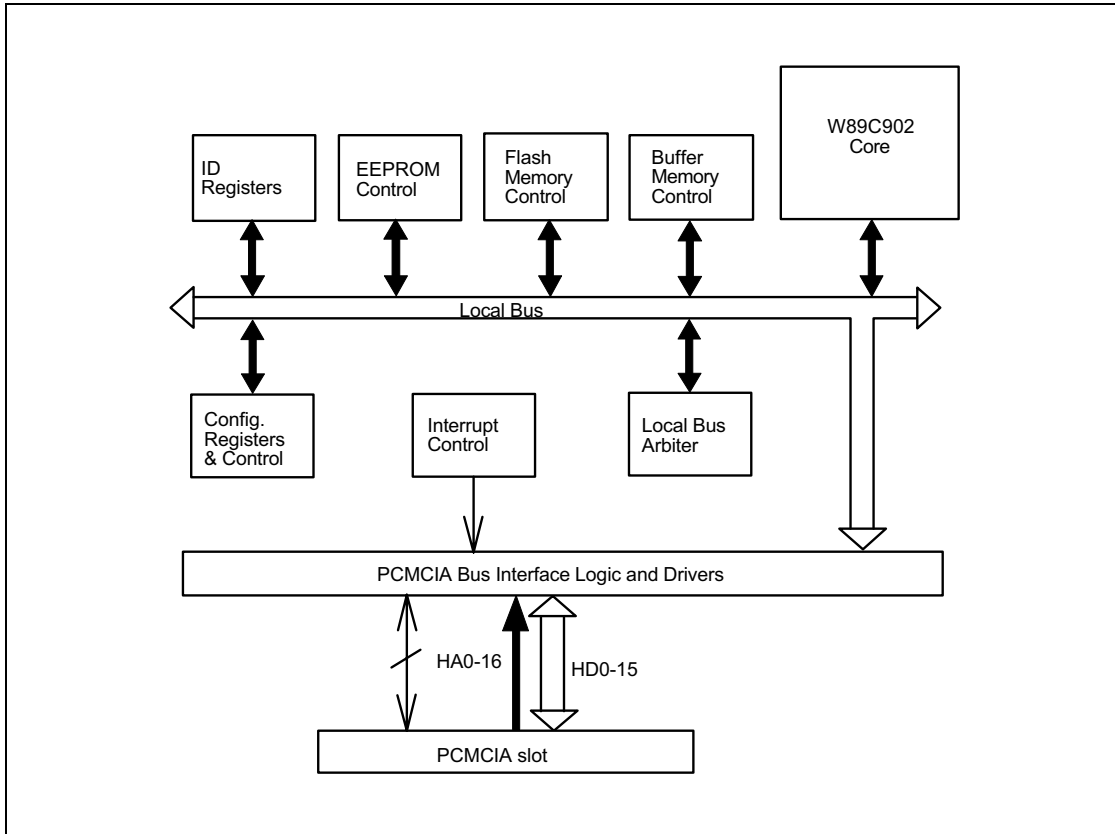 W89C902
Core
ID
Registers
EEPROM
Control
Flash
Memory
Control
Buffer
Memory
Control
Local Bus
Config.
Registers
& Control
Interrupt
Control
Local Bus
Arbiter
PCMCIA Bus Interface Logic and Drivers
HA0-16
HD0-15
PCMCIA slot